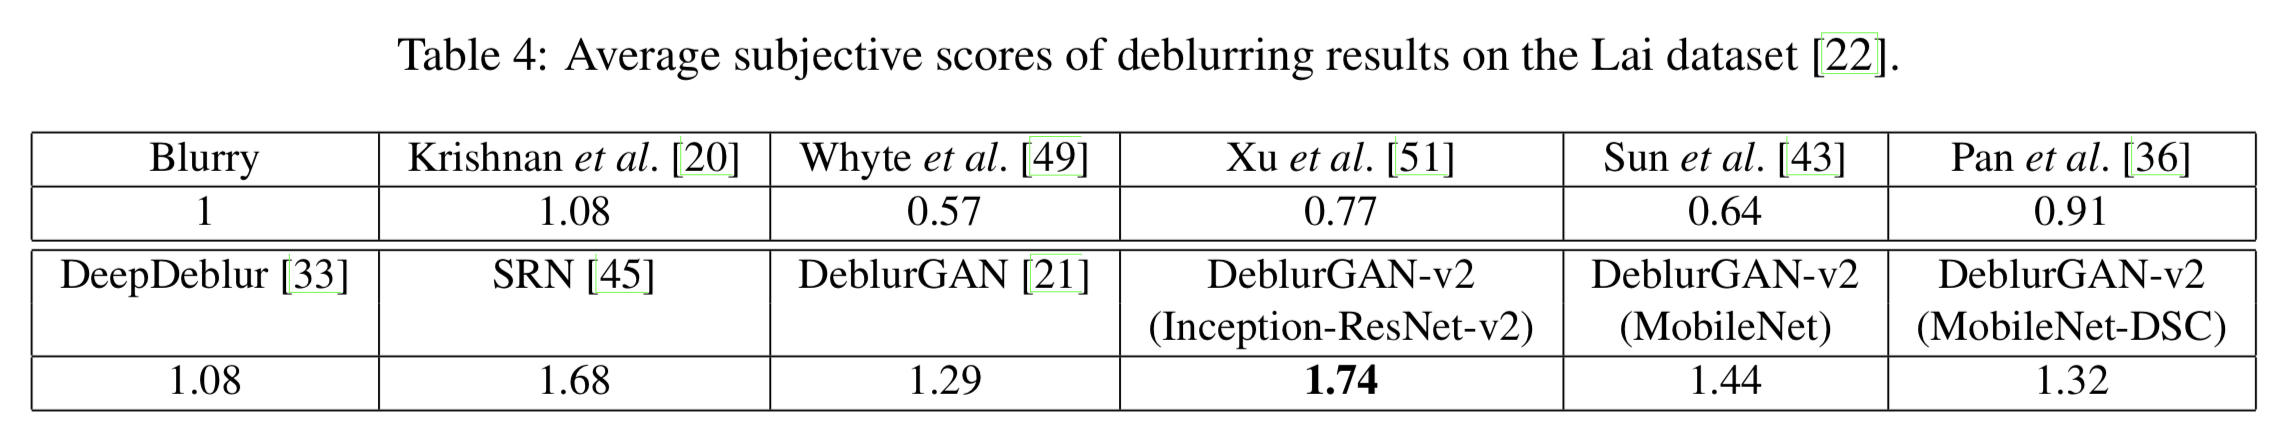 Table 4: Average subjective scores of deblurring results on the Lai dataset [22].
Blurry Krishnan et al. [20] Whyte et al. [49] Xu et al. [51] Sun et al. [43] Pan et al. [36]
1 1.08 0.57 0.77 0.64 0.91
DeepDeblur [33] SRN [45] DeblurGAN [21] DeblurGAN-v2 DeblurGAN-v2 DeblurGAN-v2
(Inception-ResNet-v2) (MobileNet) (MobileNet-DSC)
1.08 1.68 1.29 1.74 1.44 1.32